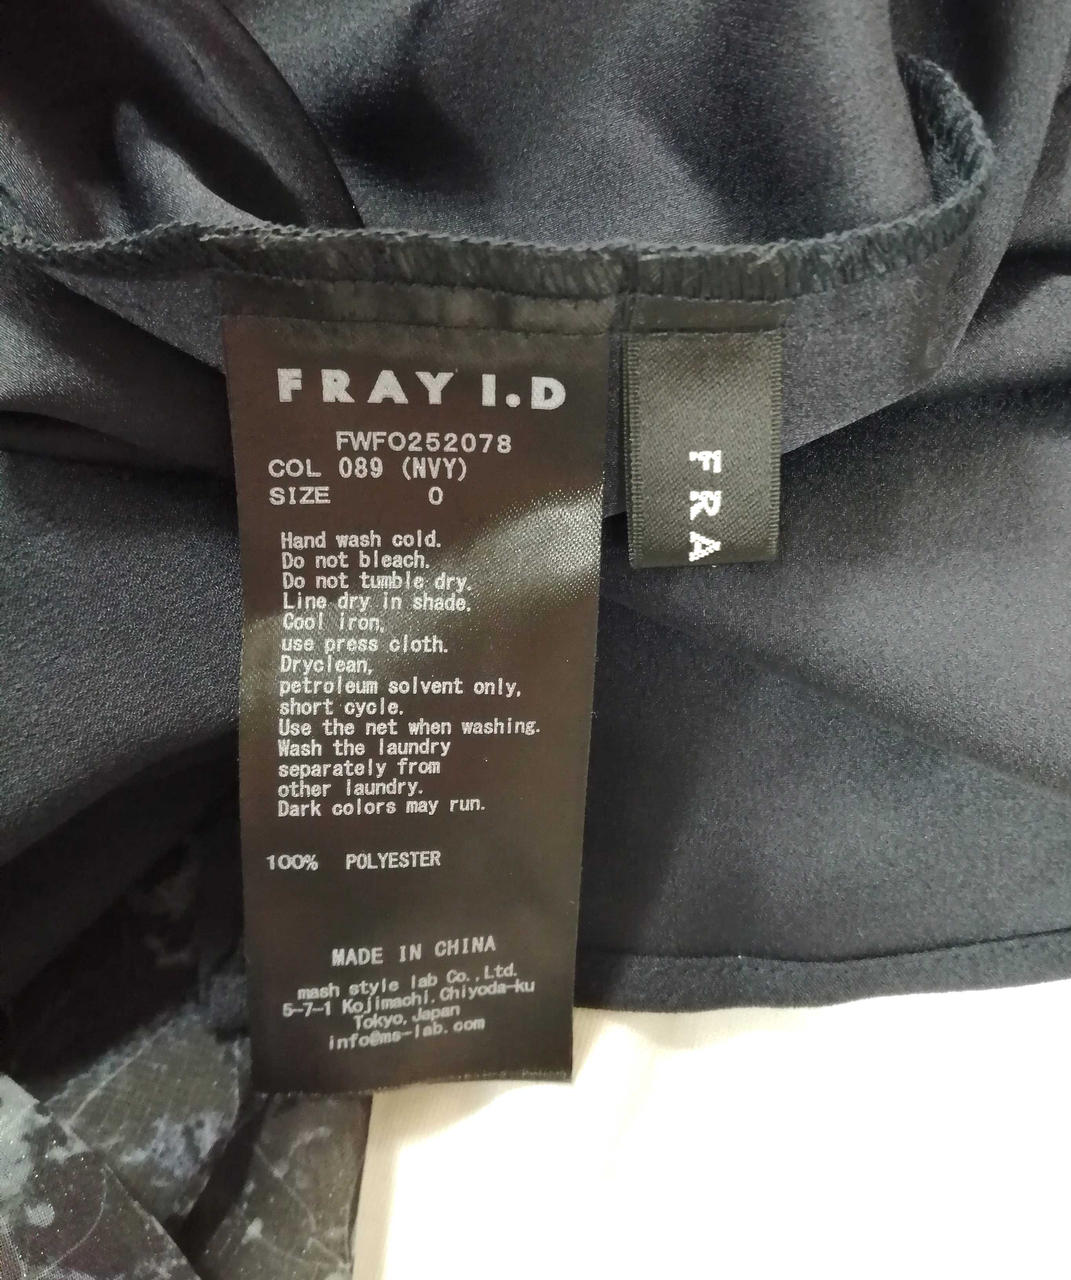 FRAY I.D
FWFO252078
COL 089 (NVY)
SIZE 0
Hand wash cold.
Do not bleach.
Do not tumble dry.
Line dry in shade.
Cool iron,
use press cloth.
Dryclean,
petroleum solvent only,
short cycle.
Use the net when washing.
Wash the laundry
separately from
other laundry.
Dark colors may run.
100% POLYESTER
MADE IN CHINA
mash style lab Co.,Ltd.
5-7-1 Kojimachi,Chiyoda-ku
Tokyo,Japan
info@ms-lab.com
FRA